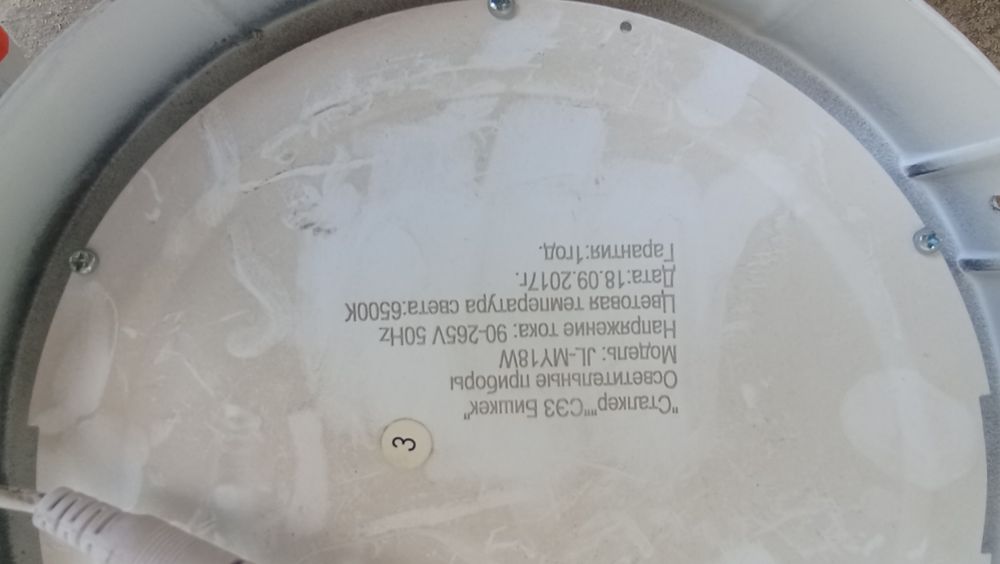 "Сталкер""СЭЗ Бишкек"
Осветительные приборы
Модель: JL-MY18W
Напряжение тока: 90-265V 50Hz
Цветовая температура света:6500K
Дата:18.09.2017г.
Гарантия:1год.
3